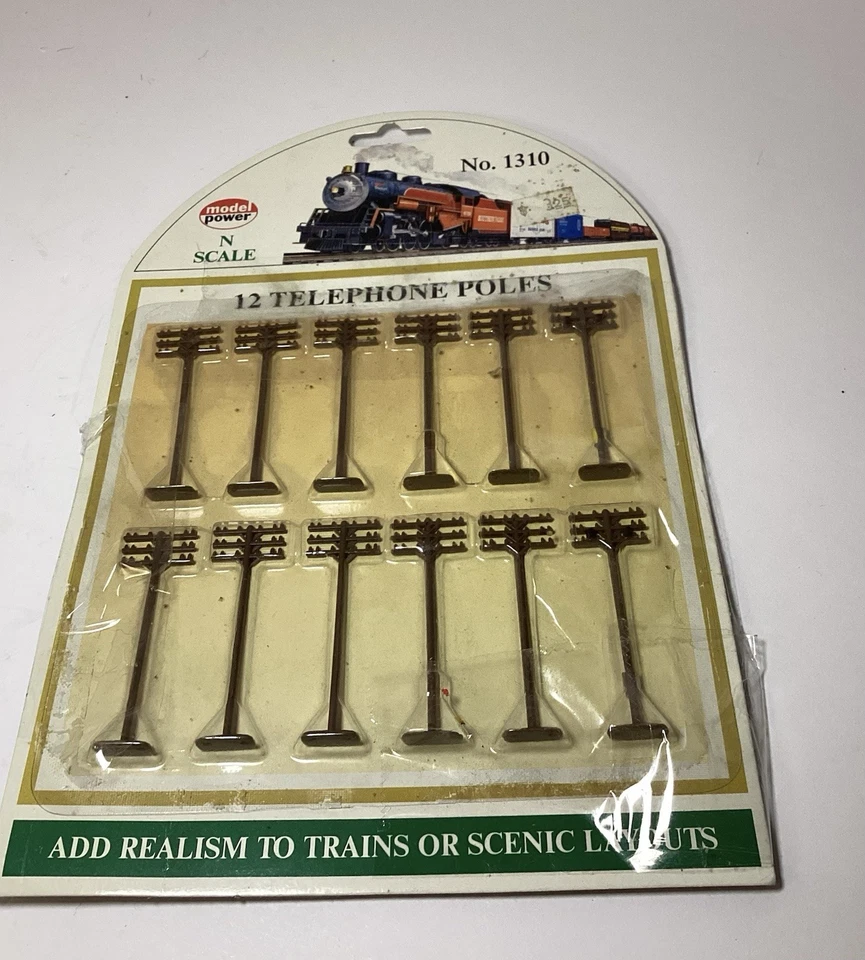 No. 1310
model
power
N
SCALE
12 TELEPHONE POLES
ADD REALISM TO TRAINS OR SCENIC LAYOUTS